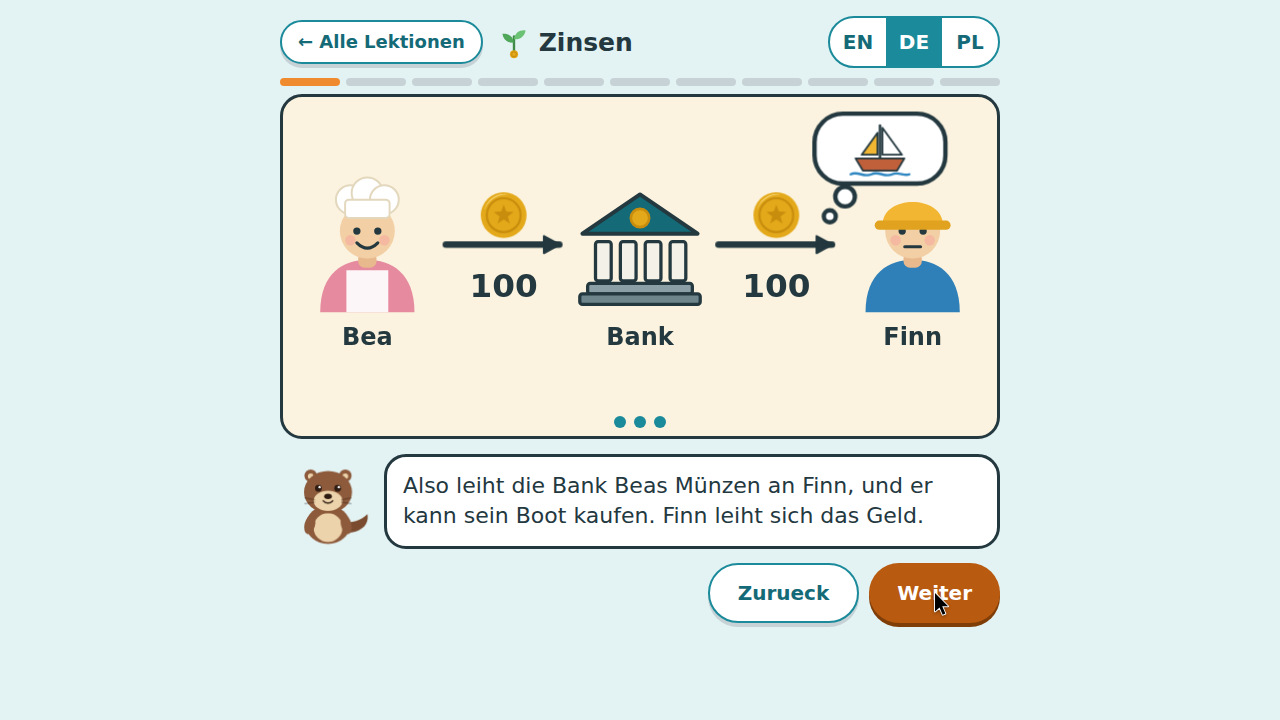 ← Alle Lektionen
Zinsen
EN DE PL
100
100
Bea
Bank
Finn
Also leiht die Bank Beas Münzen an Finn, und er
kann sein Boot kaufen. Finn leiht sich das Geld.
Zurueck
Weiter